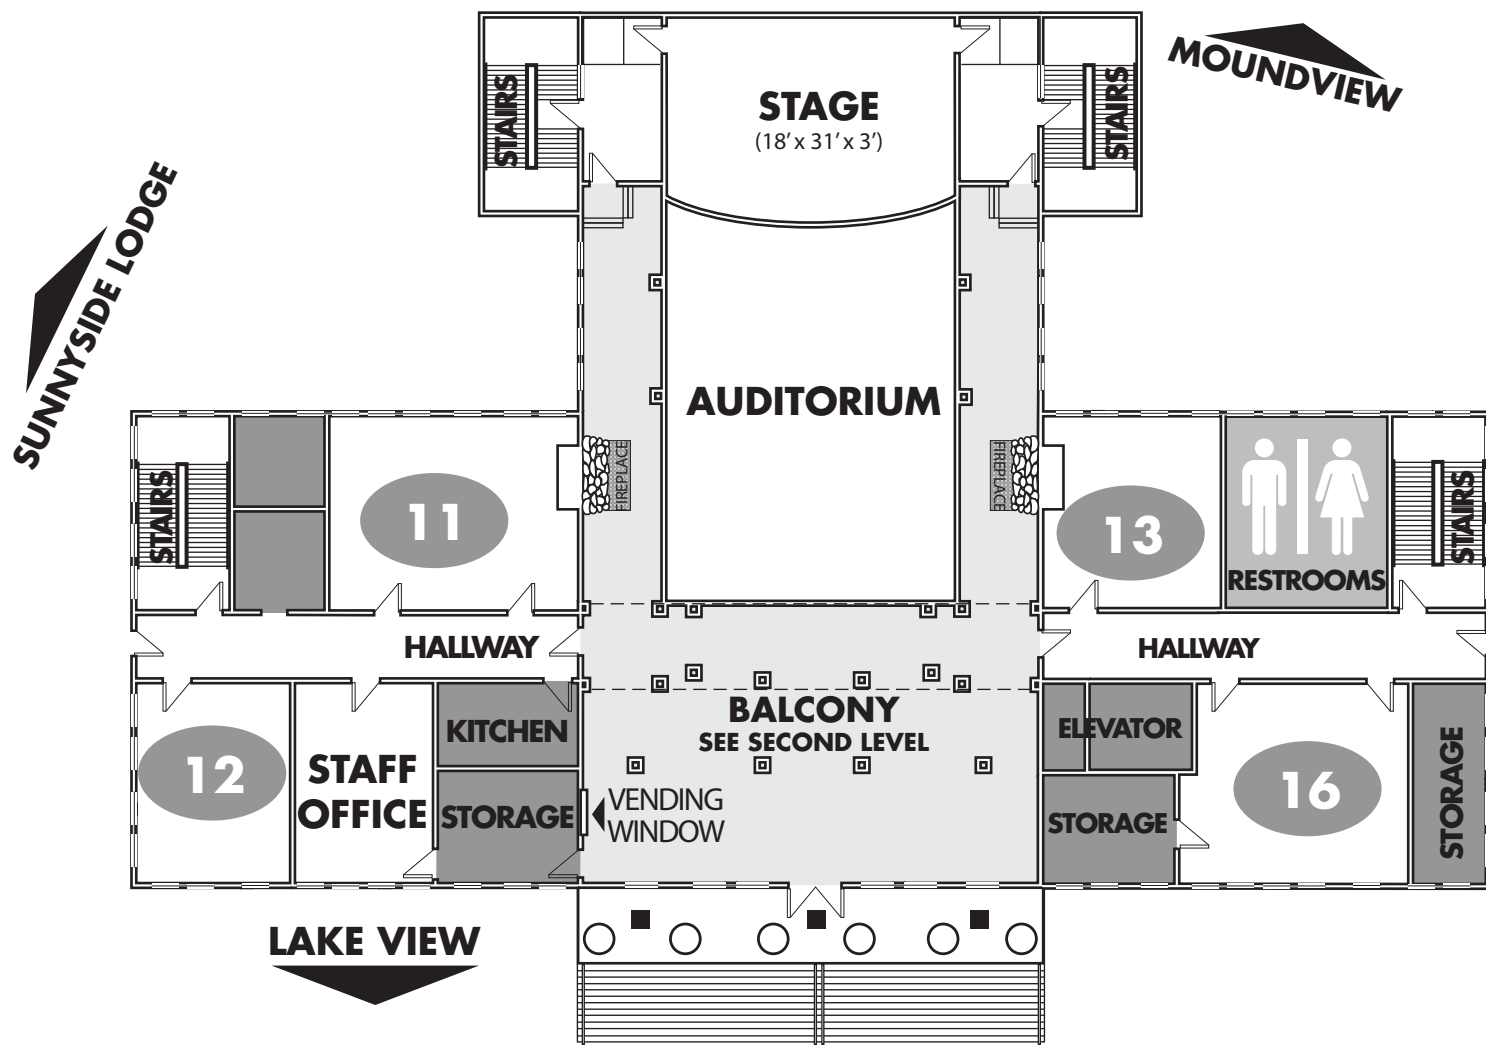 MOUNDVIEW
STAIRS
STAGE
(18’ x 31’ x 3’)
STAIRS
SUNNYSIDE LODGE
AUDITORIUM
STAIRS
11
FIREPLACE
FIREPLACE
13
RESTROOMS
STAIRS
HALLWAY
HALLWAY
12
STAFF
OFFICE
KITCHEN
STORAGE
BALCONY
SEE SECOND LEVEL
VENDING
WINDOW
ELEVATOR
STORAGE
16
STORAGE
LAKE VIEW